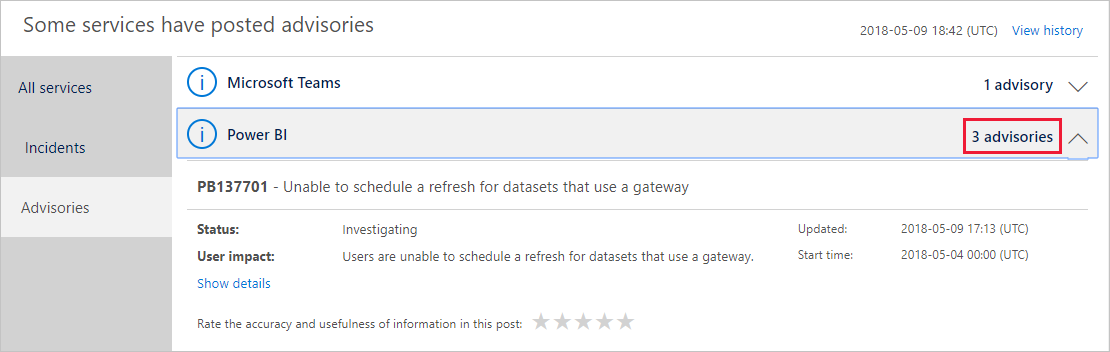 Some services have posted advisories
2018-05-09 18:42 (UTC) View history
All services
Incidents
Advisories
Microsoft Teams 1 advisory
Power BI 3 advisories
PB137701 - Unable to schedule a refresh for datasets that use a gateway
Status: Investigating Updated: 2018-05-09 17:13 (UTC)
User impact: Users are unable to schedule a refresh for datasets that use a gateway. Start time: 2018-05-04 00:00 (UTC)
Show details
Rate the accuracy and usefulness of information in this post: